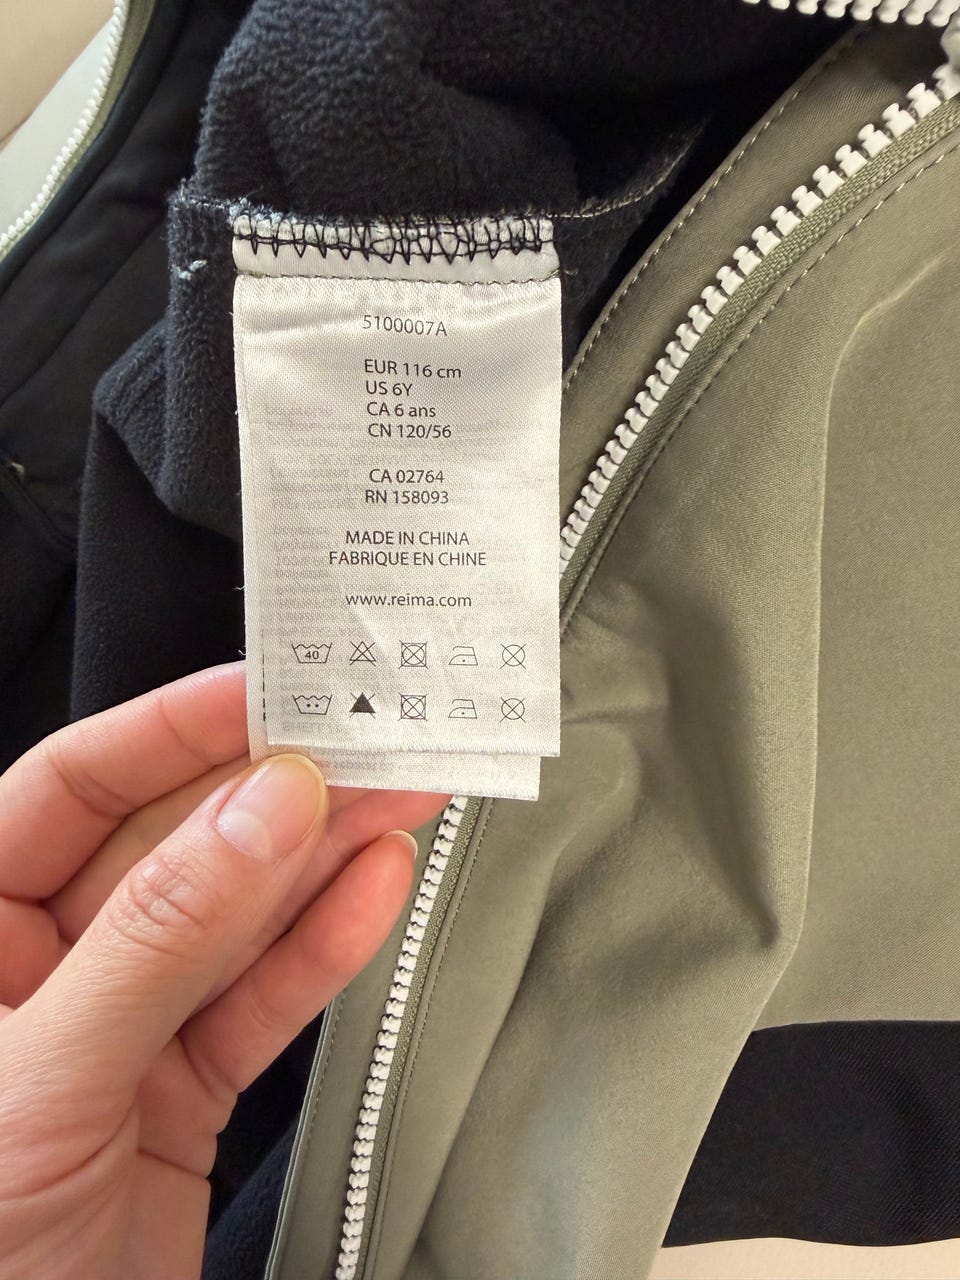 5100007A
EUR 116 cm
US 6Y
CA 6 ans
CN 120/56
CA 02764
RN 158093
MADE IN CHINA
FABRIQUE EN CHINE
www.reima.com
40